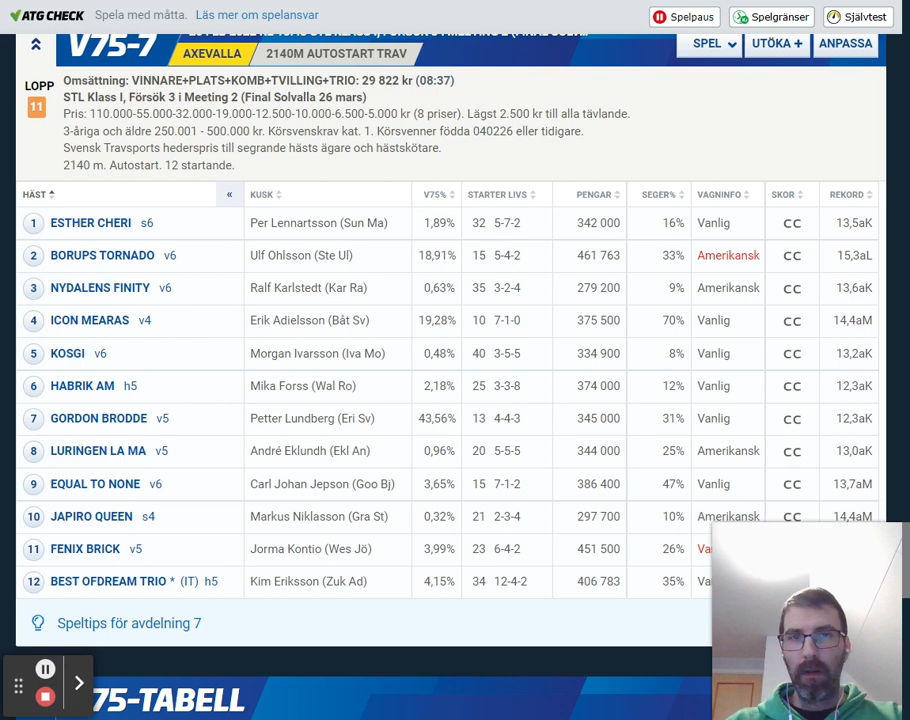 ATG CHECK Spela med måtta. Läs mer om spelansvar Spelpaus Spelgränser Självtest
V75-7 AXEVALLA 2140M AUTOSTART TRAV SPEL UTÖKA + ANPASSA
LOPP 11
Omsättning: VINNARE+PLATS+KOMB+TVILLING+TRIO: 29 822 kr (08:37)
STL Klass I, Försök 3 i Meeting 2 (Final Solvalla 26 mars)
Pris: 110.000-55.000-32.000-19.000-12.500-10.000-6.500-5.000 kr (8 priser). Lägst 2.500 kr till alla tävlande.
3-åriga och äldre 250.001 - 500.000 kr. Körsvenskrav kat. 1. Körsvenner födda 040226 eller tidigare.
Svensk Travsports hederspris till segrande hästs ägare och hästskötare.
2140 m. Autostart. 12 startande.
HÄST « KUSK V75% STARTER LIVS PENGAR SEGER% VAGNINFO SKOR REKORD
1 ESTHER CHERI s6 Per Lennartsson (Sun Ma) 1,89% 32 5-7-2 342 000 16% Vanlig C C 13,5aK
2 BORUPS TORNADO v6 Ulf Ohlsson (Ste Ul) 18,91% 15 5-4-2 461 763 33% Amerikansk C C 15,3aL
3 NYDALENS FINITY v6 Ralf Karlstedt (Kar Ra) 0,63% 35 3-2-4 279 200 9% Amerikansk C C 13,6aK
4 ICON MEARAS v4 Erik Adielsson (Båt Sv) 19,28% 10 7-1-0 375 500 70% Vanlig C C 14,4aM
5 KOSGI v6 Morgan Ivarsson (Iva Mo) 0,48% 40 3-5-5 334 900 8% Vanlig C C 13,2aK
6 HABRIK AM h5 Mika Forss (Wal Ro) 2,18% 25 3-3-8 374 000 12% Vanlig C C 12,3aK
7 GORDON BRODDE v5 Petter Lundberg (Eri Sv) 43,56% 13 4-4-3 345 000 31% Vanlig C C 12,3aK
8 LURINGEN LA MA v5 André Eklundh (Ekl An) 0,96% 20 5-5-5 344 000 25% Amerikansk C C 13,0aK
9 EQUAL TO NONE v6 Carl Johan Jepson (Goo Bj) 3,65% 15 7-1-2 386 400 47% Vanlig C C 13,7aM
10 JAPIRO QUEEN s4 Markus Niklasson (Gra St) 0,32% 21 2-3-4 297 700 10% Amerikansk C C 14,4aM
11 FENIX BRICK v5 Jorma Kontio (Wes Jö) 3,99% 23 6-4-2 451 500 26% Va
12 BEST OFDREAM TRIO * (IT) h5 Kim Eriksson (Zuk Ad) 4,15% 34 12-4-2 406 783 35% Va
Speltips för avdelning 7
75-TABELL